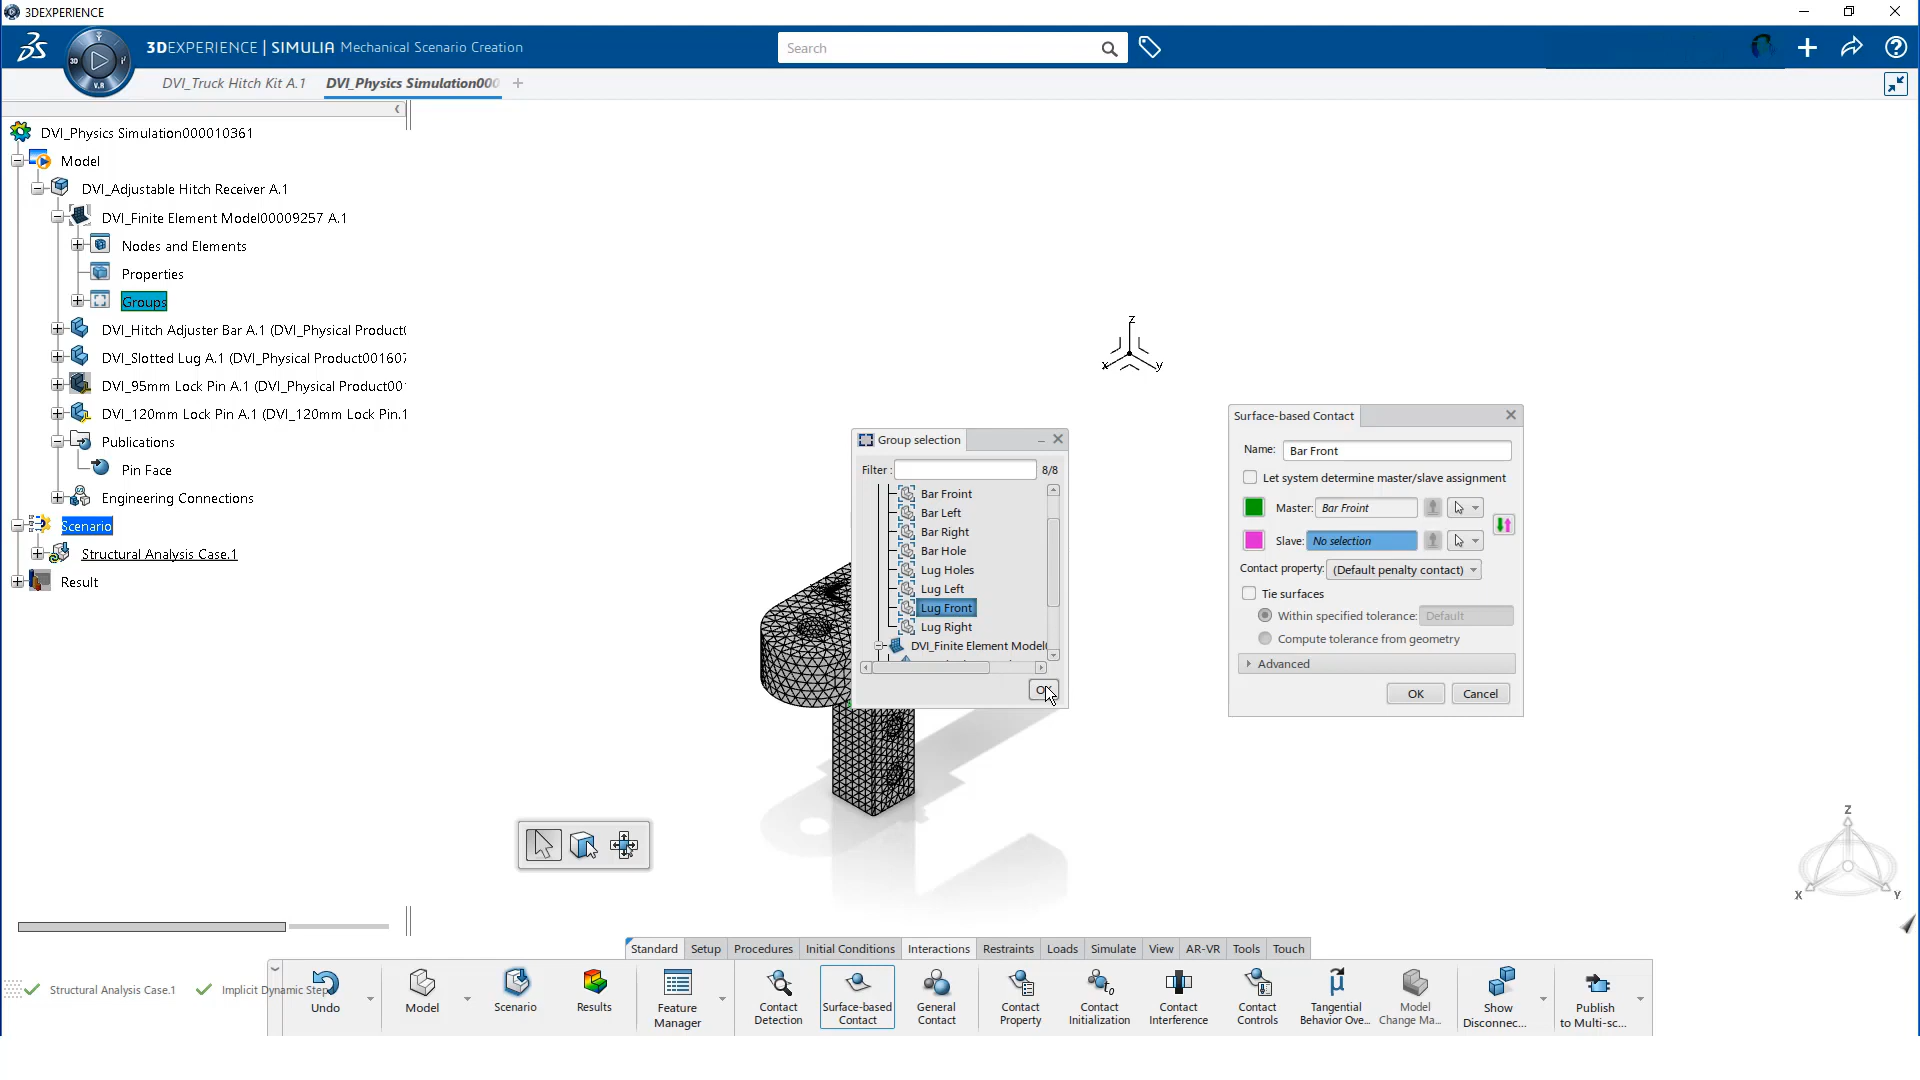 3DEXPERIENCE
3DEXPERIENCE | SIMULIA Mechanical Scenario Creation
Search
DVI_Truck Hitch Kit A.1
DVI_Physics Simulation000
DVI_Physics Simulation000010361
Model
DVI_Adjustable Hitch Receiver A.1
DVI_Finite Element Model00009257 A.1
Nodes and Elements
Properties
Groups
DVI_Hitch Adjuster Bar A.1 (DVI_Physical Product(
DVI_Slotted Lug A.1 (DVI_Physical Product001607
DVI_95mm Lock Pin A.1 (DVI_Physical Product00
DVI_120mm Lock Pin A.1 (DVI_120mm Lock Pin.1
Publications
Pin Face
Engineering Connections
Scenario
Structural Analysis Case.1
Result
z
x
y
Group selection
Filter :
8/8
Bar Froint
Bar Left
Bar Right
Bar Hole
Lug Holes
Lug Left
Lug Front
Lug Right
DVI_Finite Element Model
Surface-based Contact
Name: Bar Front
Let system determine master/slave assignment
Master: Bar Froint
Slave: No selection
Contact property: (Default penalty contact)
Tie surfaces
Within specified tolerance: Default
Compute tolerance from geometry
Advanced
OK
Cancel
Z
X
Y
Standard
Setup
Procedures
Initial Conditions
Interactions
Restraints
Loads
Simulate
View
AR-VR
Tools
Touch
Structural Analysis Case.1
Implicit Dynamic Step
Undo
Model
Scenario
Results
Feature Manager
Contact Detection
Surface-based Contact
General Contact
Contact Property
Contact Initialization
Contact Interference
Contact Controls
Tangential Behavior Ove...
Model Change Ma...
Show Disconnec...
Publish to Multi-sc...